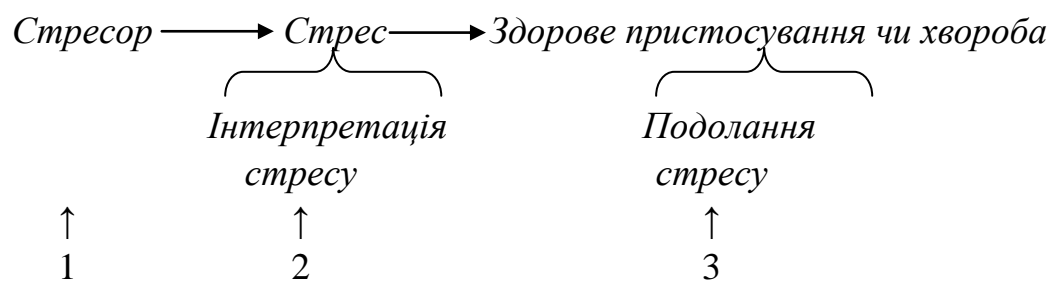 Стресор → Стрес → Здорове пристосування чи хвороба
Інтерпретація Подолання
стресу стресу
↑ ↑ ↑
1 2 3